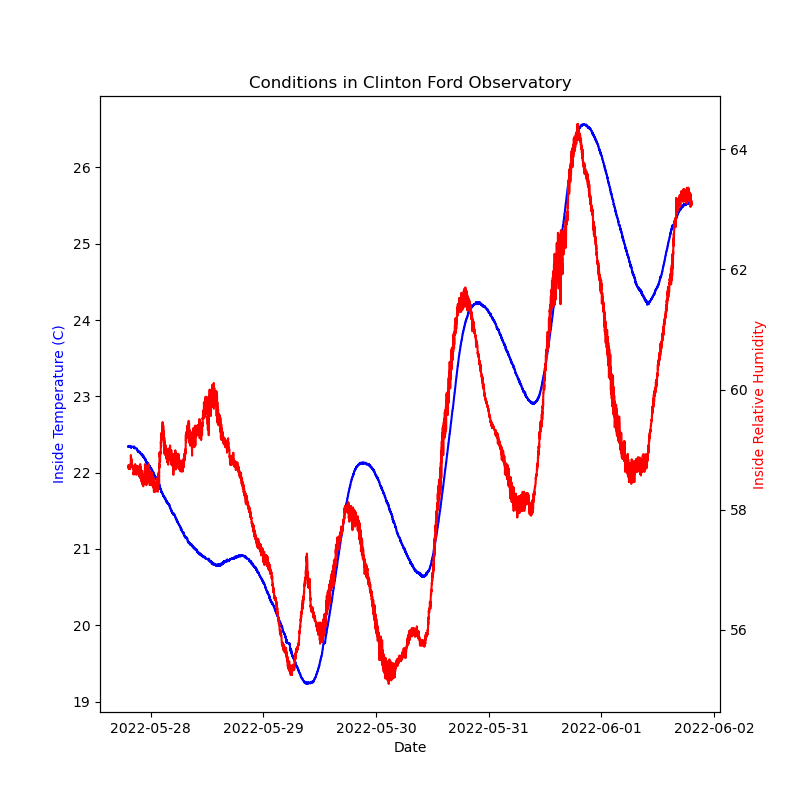 Conditions in Clinton Ford Observatory
Inside Temperature (C)
26
25
24
23
22
21
20
19
64
62
60
58
56
Inside Relative Humidity
2022-05-28 2022-05-29 2022-05-30 2022-05-31 2022-06-01 2022-06-02
Date